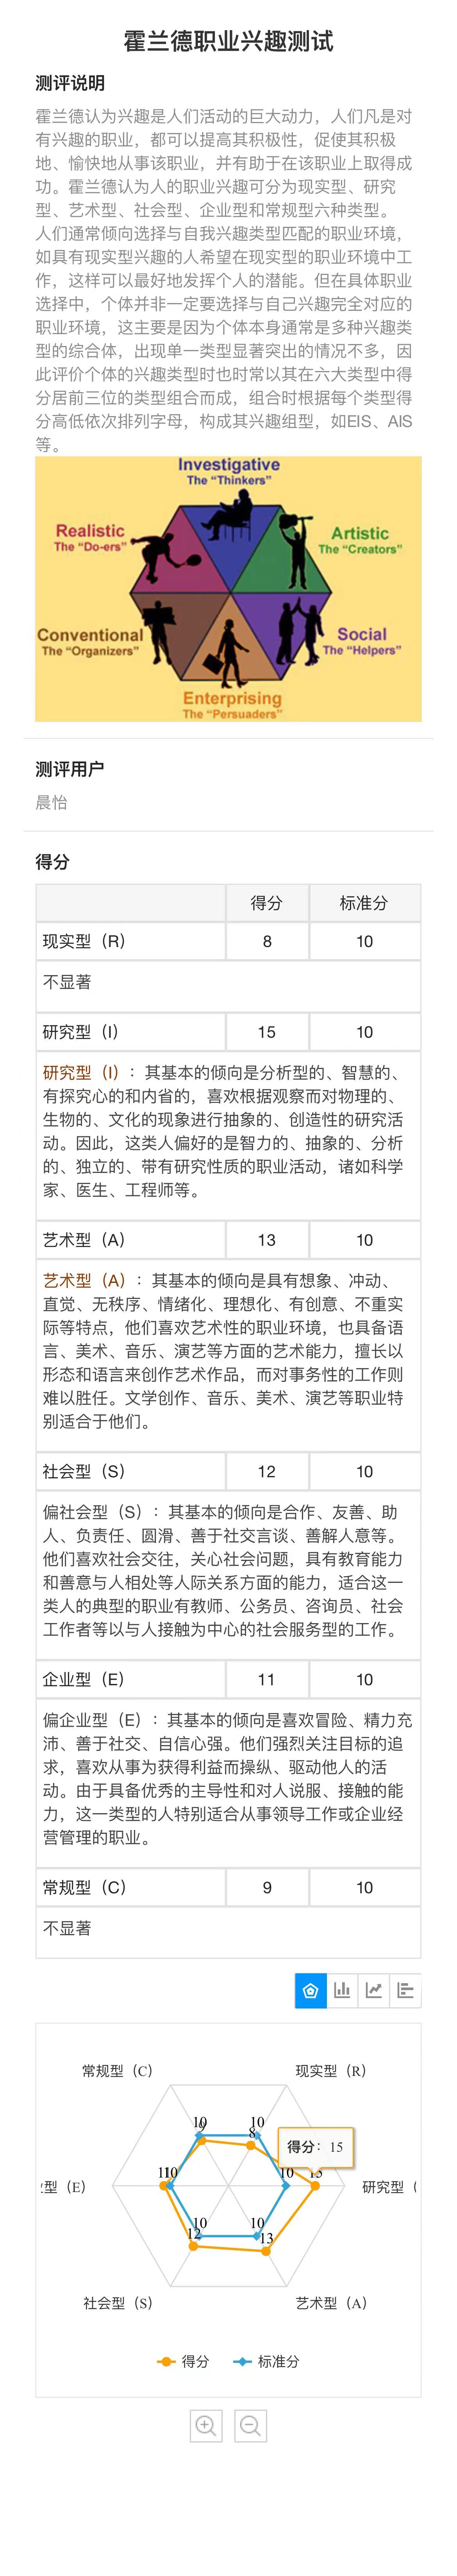 霍兰德职业兴趣测试
测评说明
霍兰德认为兴趣是人们活动的巨大动力，人们凡是对
有兴趣的职业，都可以提高其积极性，促使其积极
地、愉快地从事该职业，并有助于在该职业上取得成
功。霍兰德认为人的职业兴趣可分为现实型、研究
型、艺术型、社会型、企业型和常规型六种类型。
人们通常倾向选择与自我兴趣类型匹配的职业环境，
如具有现实型兴趣的人希望在现实型的职业环境中工
作，这样可以最好地发挥个人的潜能。但在具体职业
选择中，个体并非一定要选择与自己兴趣完全对应的
职业环境，这主要是因为个体本身通常是多种兴趣类
型的综合体，出现单一类型显著突出的情况不多，因
此评价个体的兴趣类型时也时常以其在六大类型中得
分居前三位的类型组合而成，组合时根据每个类型得
分高低依次排列字母，构成其兴趣组型，如EIS、AIS
等。
Investigative
The “Thinkers”
Realistic
The “Do-ers”
Artistic
The “Creators”
Conventional
The “Organizers”
Social
The “Helpers”
Enterprising
The “Persuaders”
测评用户
晨怡
得分
得分 标准分
现实型（R） 8 10
不显著
研究型（I） 15 10
研究型（I）：其基本的倾向是分析型的、智慧的、
有探究心的和内省的，喜欢根据观察而对物理的、
生物的、文化的现象进行抽象的、创造性的研究活
动。因此，这类人偏好的是智力的、抽象的、分析
的、独立的、带有研究性质的职业活动，诸如科学
家、医生、工程师等。
艺术型（A） 13 10
艺术型（A）：其基本的倾向是具有想象、冲动、
直觉、无秩序、情绪化、理想化、有创意、不重实
际等特点，他们喜欢艺术性的职业环境，也具备语
言、美术、音乐、演艺等方面的艺术能力，擅长以
形态和语言来创作艺术作品，而对事务性的工作则
难以胜任。文学创作、音乐、美术、演艺等职业特
别适合于他们。
社会型（S） 12 10
偏社会型（S）：其基本的倾向是合作、友善、助
人、负责任、圆滑、善于社交言谈、善解人意等。
他们喜欢社会交往，关心社会问题，具有教育能力
和善意与人相处等人际关系方面的能力，适合这一
类人的典型的职业有教师、公务员、咨询员、社会
工作者等以与人接触为中心的社会服务型的工作。
企业型（E） 11 10
偏企业型（E）：其基本的倾向是喜欢冒险、精力充
沛、善于社交、自信心强。他们强烈关注目标的追
求，喜欢从事为获得利益而操纵、驱动他人的活
动。由于具备优秀的主导性和对人说服、接触的能
力，这一类型的人特别适合从事领导工作或企业经
营管理的职业。
常规型（C） 9 10
不显著
常规型（C） 现实型（R）
10 9 10 8
得分：15
型（E） 11 10 10 15 研究型（
10 12 10 13
社会型（S） 艺术型（A）
得分 标准分